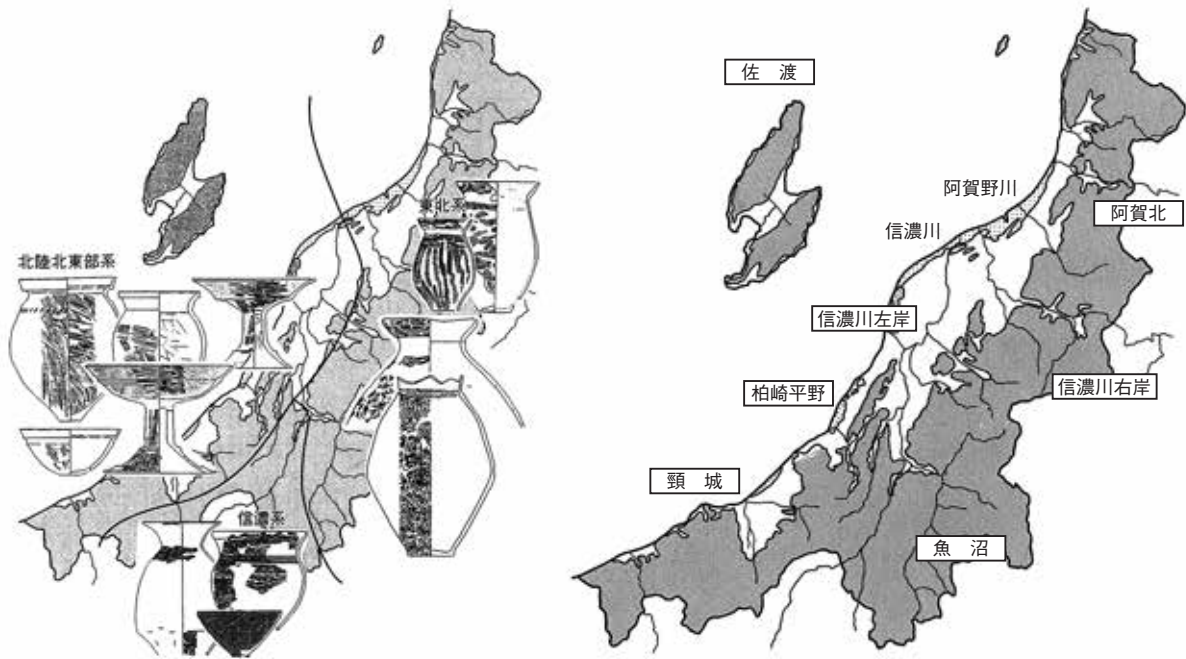 東北系
北陸北東部系
信濃系
佐 渡
阿賀野川
阿賀北
信濃川
信濃川左岸
信濃川右岸
柏崎平野
頸 城
魚 沼